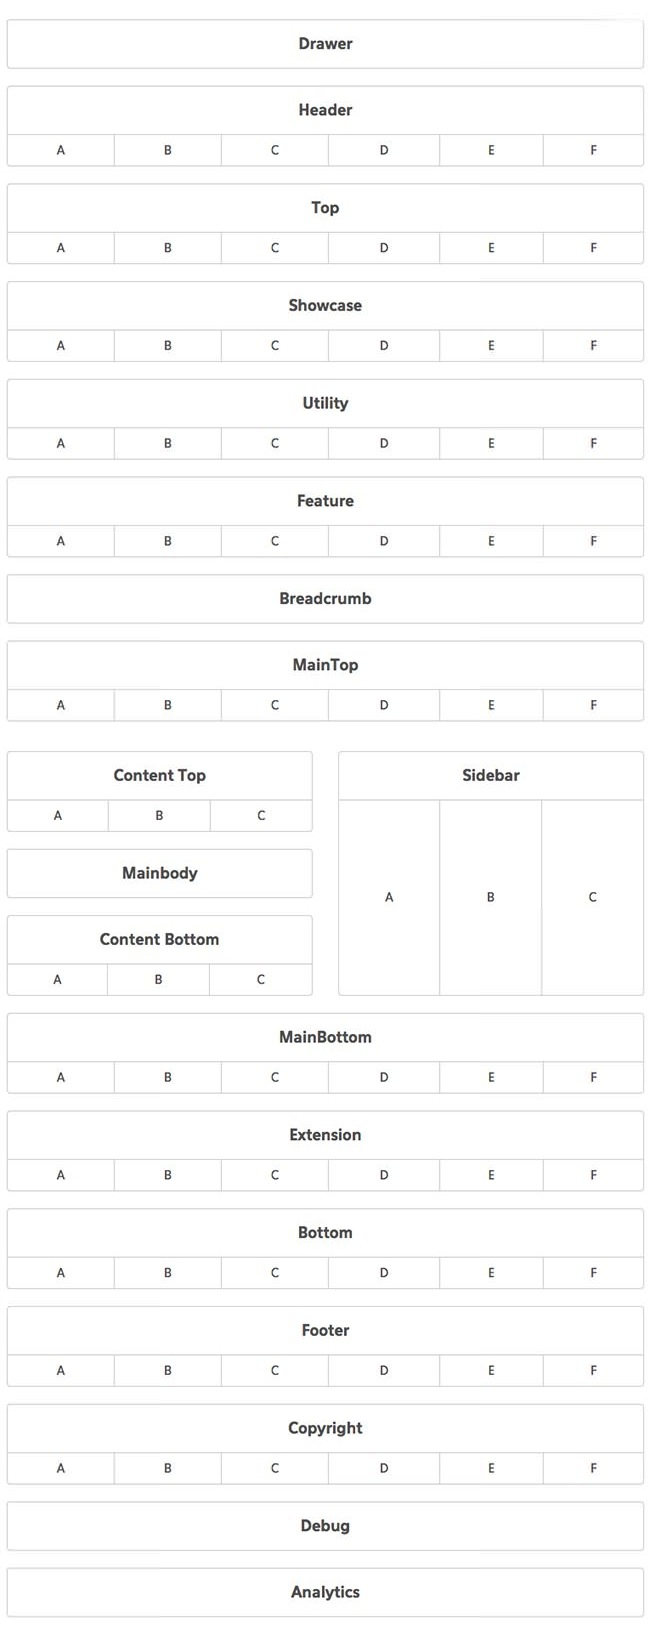 Drawer
Header
A B C D E F
Top
A B C D E F
Showcase
A B C D E F
Utility
A B C D E F
Feature
A B C D E F
Breadcrumb
MainTop
A B C D E F
Content Top
A B C
Mainbody
Content Bottom
A B C
Sidebar
A B C
MainBottom
A B C D E F
Extension
A B C D E F
Bottom
A B C D E F
Footer
A B C D E F
Copyright
A B C D E F
Debug
Analytics